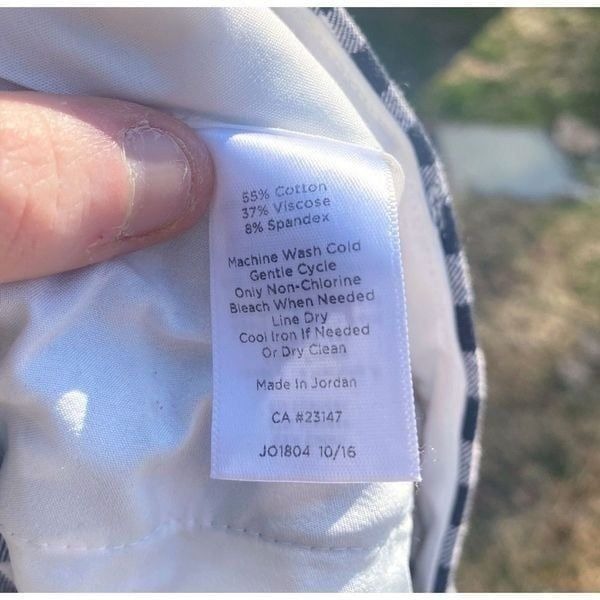 55% Cotton
37% Viscose
8% Spandex
Machine Wash Cold
Gentle Cycle
Only Non-Chlorine
Bleach When Needed
Line Dry
Cool Iron If Needed
Or Dry Clean
Made In Jordan
CA #23147
JO1804 10/16